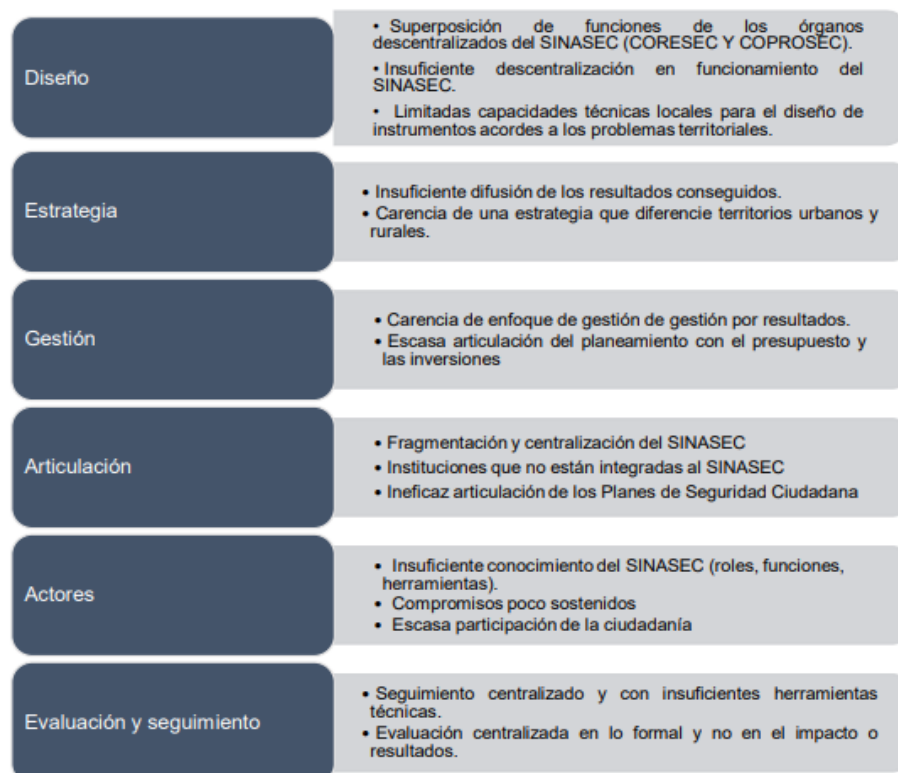 Diseño
• Superposición de funciones de los órganos
descentralizados del SINASEC (CORESEC Y COPROSEC).
• Insuficiente descentralización en funcionamiento del
SINASEC.
• Limitadas capacidades técnicas locales para el diseño de
instrumentos acordes a los problemas territoriales.
Estrategia
• Insuficiente difusión de los resultados conseguidos.
• Carencia de una estrategia que diferencie territorios urbanos y
rurales.
Gestión
• Carencia de enfoque de gestión de gestión por resultados.
• Escasa articulación del planeamiento con el presupuesto y
las inversiones
Articulación
• Fragmentación y centralización del SINASEC
• Instituciones que no están integradas al SINASEC
• Ineficaz articulación de los Planes de Seguridad Ciudadana
Actores
• Insuficiente conocimiento del SINASEC (roles, funciones,
herramientas).
• Compromisos poco sostenidos
• Escasa participación de la ciudadanía
Evaluación y seguimiento
• Seguimiento centralizado y con insuficientes herramientas
técnicas.
• Evaluación centralizada en lo formal y no en el impacto o
resultados.